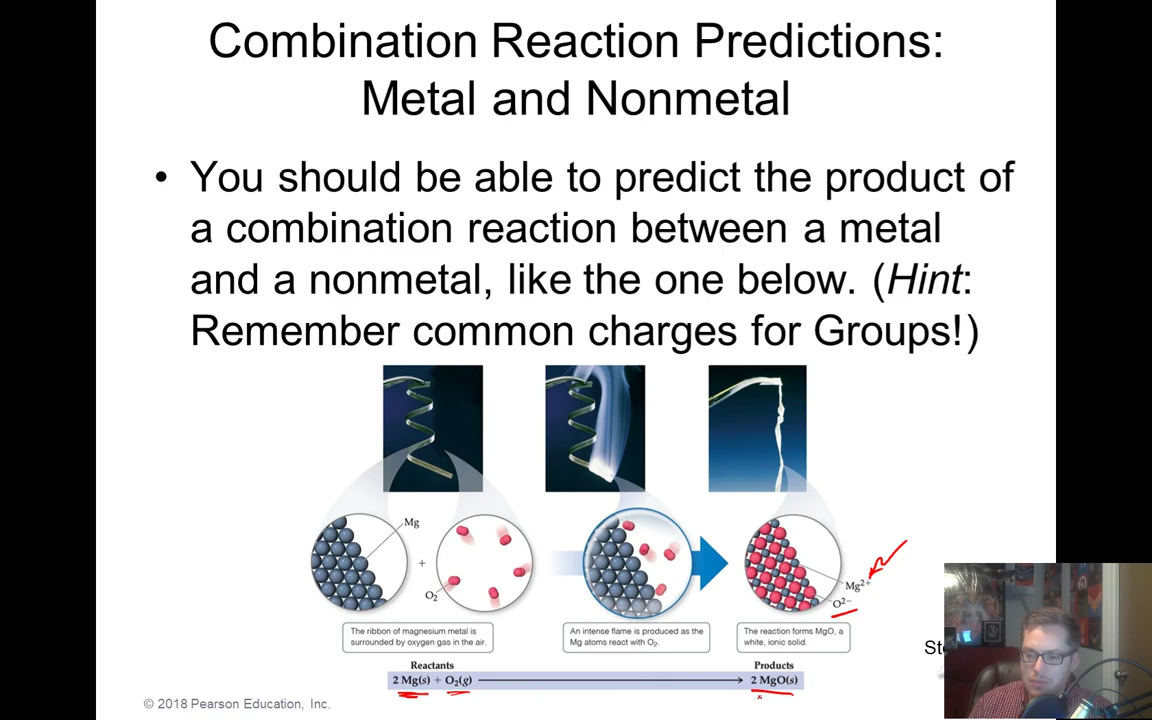 Combination Reaction Predictions:
Metal and Nonmetal
• You should be able to predict the product of
a combination reaction between a metal
and a nonmetal, like the one below. (Hint:
Remember common charges for Groups!)
Mg
+
O₂
Mg²⁺
O²⁻
The ribbon of magnesium metal is
surrounded by oxygen gas in the air.
An intense flame is produced as the
Mg atoms react with O₂.
The reaction forms MgO, a
white, ionic solid.
Reactants
Products
2 Mg(s) + O₂(g) ⟶ 2 MgO(s)
© 2018 Pearson Education, Inc.